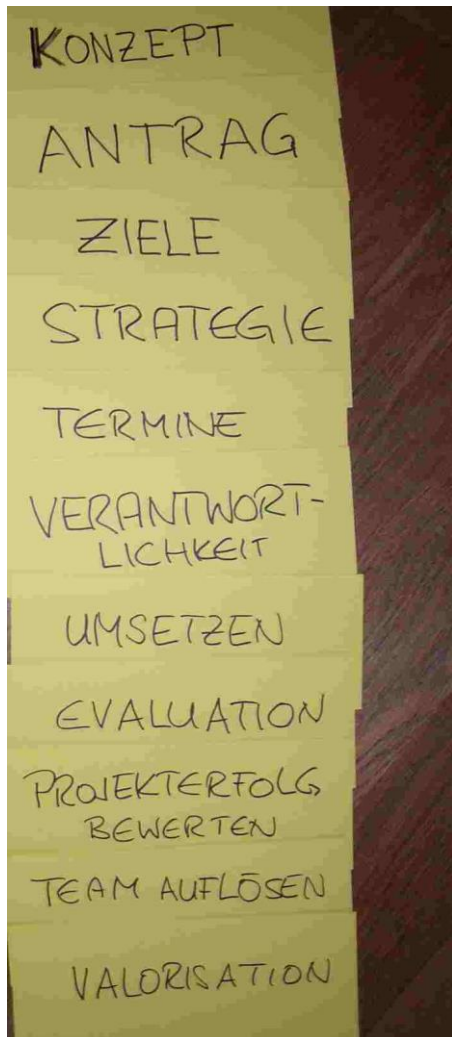 KONZEPT
ANTRAG
ZIELE
STRATEGIE
TERMINE
VERANTWORT-
LICHKEIT
UMSETZEN
EVALUATION
PROJEKTERFOLG
BEWERTEN
TEAM AUFLÖSEN
VALORISATION